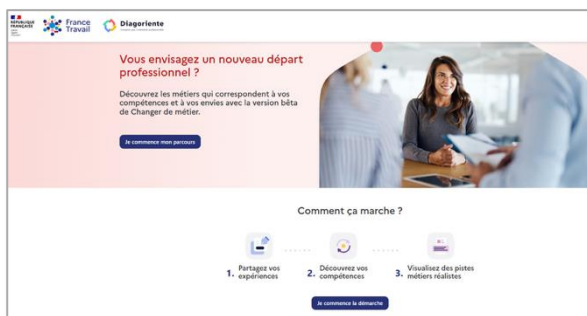 RÉPUBLIQUE
FRANÇAISE
France
Travail
Diagoriente
Vous envisagez un nouveau départ
professionnel ?
Découvrez les métiers qui correspondent à vos
compétences et à vos envies avec la version bêta
de Changer de métier.
Je commence mon parcours
Comment ça marche ?
1. Partagez vos
expériences
2. Découvrez vos
compétences
3. Visualisez des pistes
métiers réalistes
Je commence la démarche